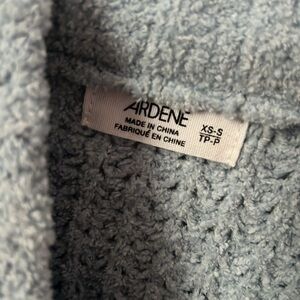 ARDENE
MADE IN CHINA
FABRIQUÉ EN CHINE
XS-S
TP-P